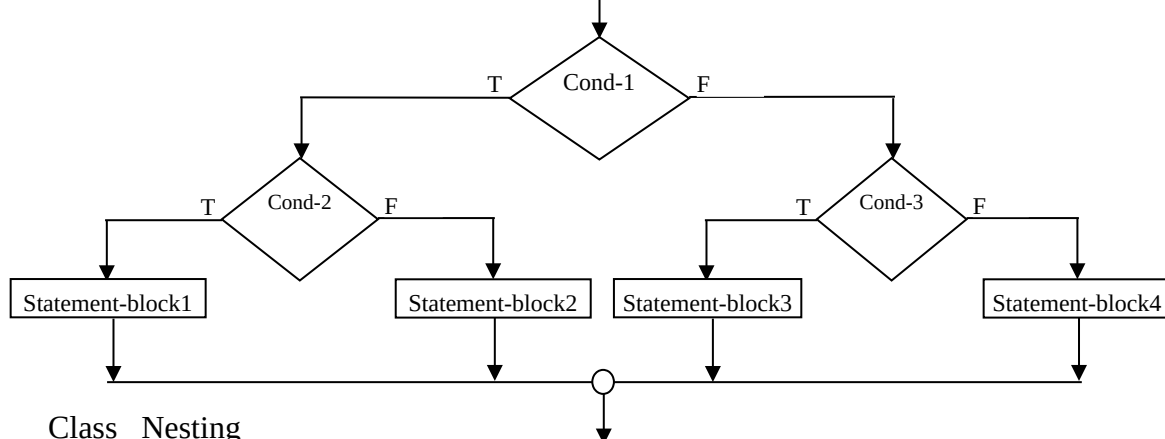 Cond-1
T
F
Cond-2
T
F
Cond-3
T
F
Statement-block1
Statement-block2
Statement-block3
Statement-block4
Class Nesting